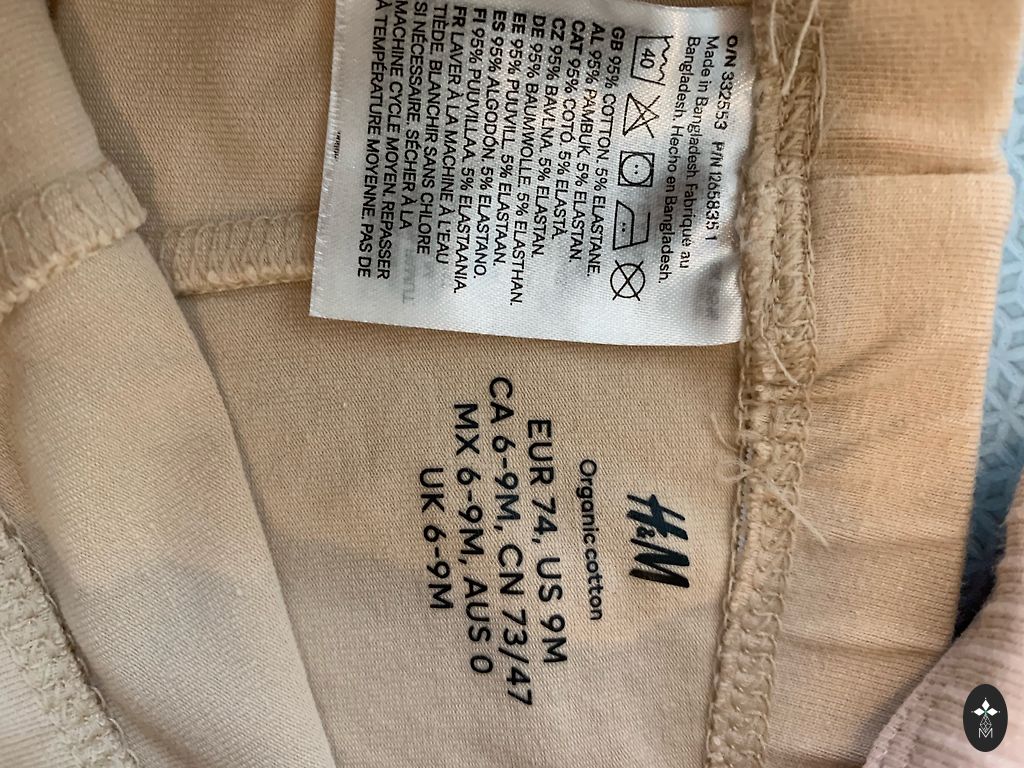 O/N 332553 P/N 1265835 1
Made in Bangladesh. Fabriqué au
Bangladesh. Hecho en Bangladesh.
40
GB 95% COTTON. 5% ELASTANE.
AL 95% PAMBUK. 5% ELASTAN.
CAT 95% COTÓ. 5% ELASTÀ.
CZ 95% BAVLNA. 5% ELASTAN.
DE 95% BAUMWOLLE. 5% ELASTHAN.
EE 95% PUUVILL. 5% ELASTAAN.
ES 95% ALGODÓN. 5% ELASTANO.
FI 95% PUUVILLAA. 5% ELASTAANIA.
FR LAVER À LA MACHINE À L'EAU
TIÈDE. BLANCHIR SANS CHLORE
SI NÉCESSAIRE. SÉCHER À LA
MACHINE CYCLE MOYEN. REPASSER
À TEMPÉRATURE MOYENNE. PAS DE
H&M
Organic cotton
EUR 74, US 9M
CA 6-9M, CN 73/47
MX 6-9M, AUS 0
UK 6-9M
M